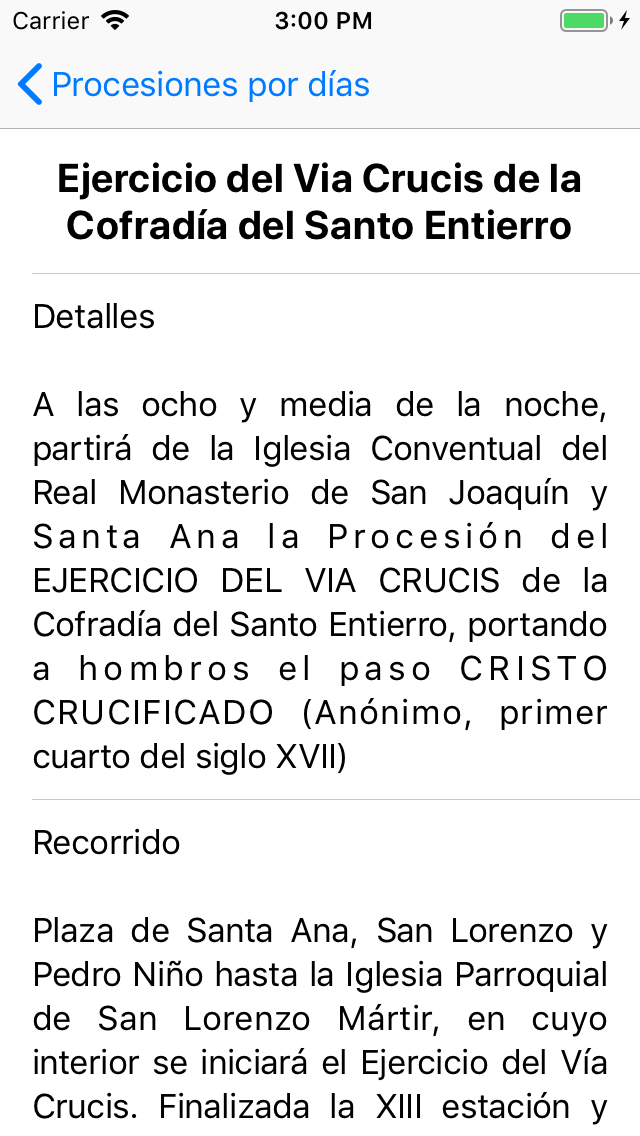 Carrier 3:00 PM
Procesiones por días
Ejercicio del Via Crucis de la
Cofradía del Santo Entierro
Detalles
A las ocho y media de la noche,
partirá de la Iglesia Conventual del
Real Monasterio de San Joaquín y
Santa Ana la Procesión del
EJERCICIO DEL VIA CRUCIS de la
Cofradía del Santo Entierro, portando
a hombros el paso CRISTO
CRUCIFICADO (Anónimo, primer
cuarto del siglo XVII)
Recorrido
Plaza de Santa Ana, San Lorenzo y
Pedro Niño hasta la Iglesia Parroquial
de San Lorenzo Mártir, en cuyo
interior se iniciará el Ejercicio del Vía
Crucis. Finalizada la XIII estación y